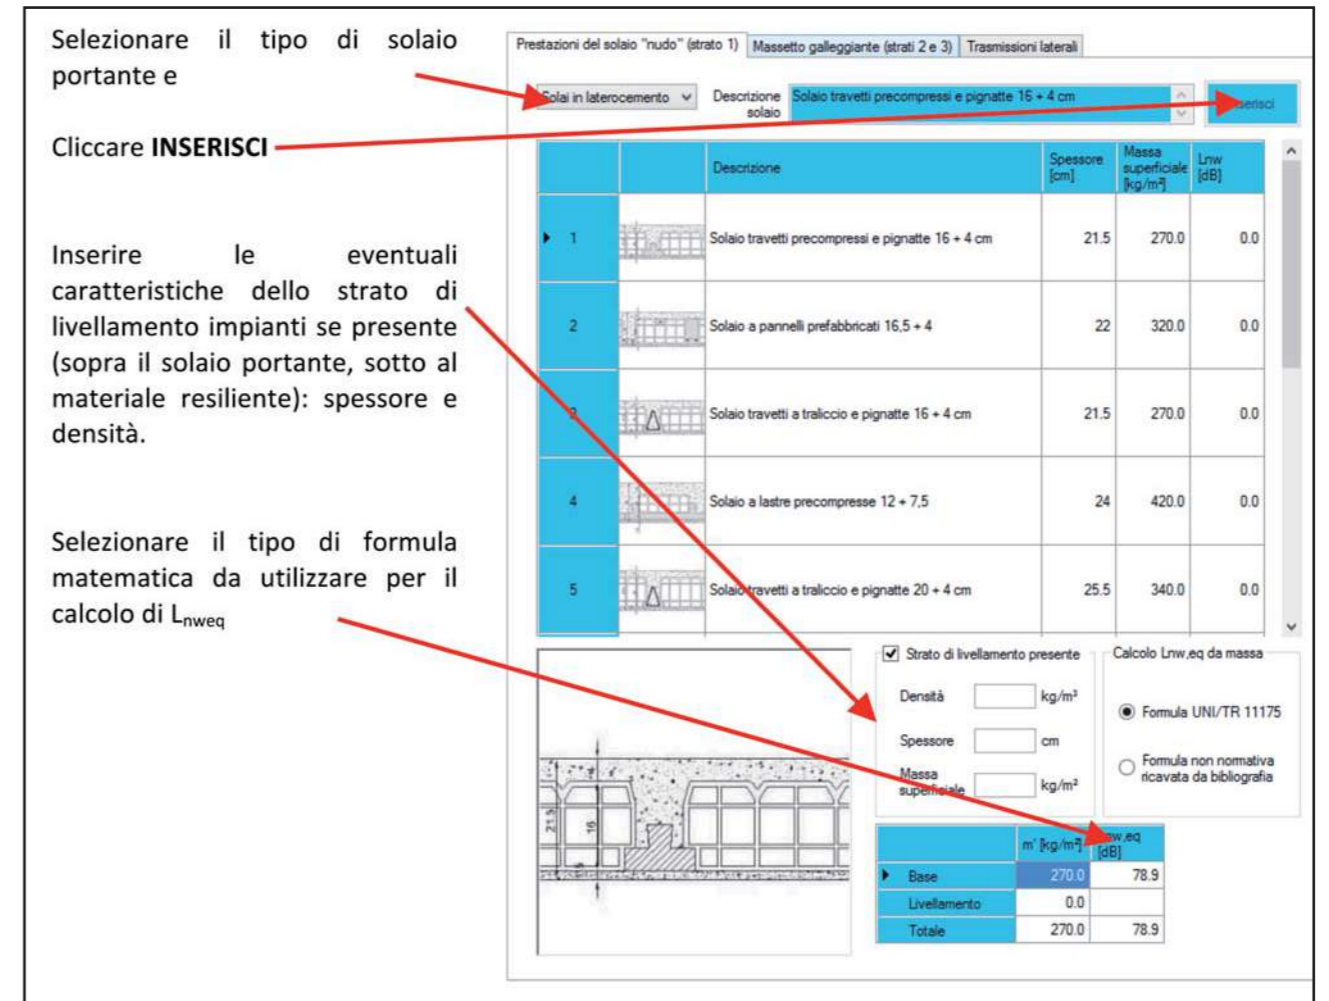 Selezionare il tipo di solaio
portante e
Cliccare INSERISCI
Inserire le eventuali
caratteristiche dello strato di
livellamento impianti se presente
(sopra il solaio portante, sotto al
materiale resiliente): spessore e
densità.
Selezionare il tipo di formula
matematica da utilizzare per il
calcolo di Lnweq
Prestazioni del solaio "nudo" (strato 1) Massetto galleggiante (strati 2 e 3) Trasmissioni laterali
Solai in laterocemento Descrizione solaio Solaio travetti precompressi e pignatte 16 + 4 cm Inserisci
Descrizione Spessore [cm] Massa superficiale [kg/m²] Lnw [dB]
1 Solaio travetti precompressi e pignatte 16 + 4 cm 21.5 270.0 0.0
2 Solaio a pannelli prefabbricati 16,5 + 4 22 320.0 0.0
3 Solaio travetti a traliccio e pignatte 16 + 4 cm 21.5 270.0 0.0
4 Solaio a lastre precompresse 12 + 7,5 24 420.0 0.0
5 Solaio travetti a traliccio e pignatte 20 + 4 cm 25.5 340.0 0.0
21.5
16
Strato di livellamento presente
Densità kg/m³
Spessore cm
Massa
superficiale kg/m²
Calcolo Lnw,eq da massa
Formula UNI/TR 11175
Formula non normativa
ricavata da bibliografia
m' [kg/m²] Lnw,eq [dB]
Base 270.0 78.9
Livellamento 0.0
Totale 270.0 78.9